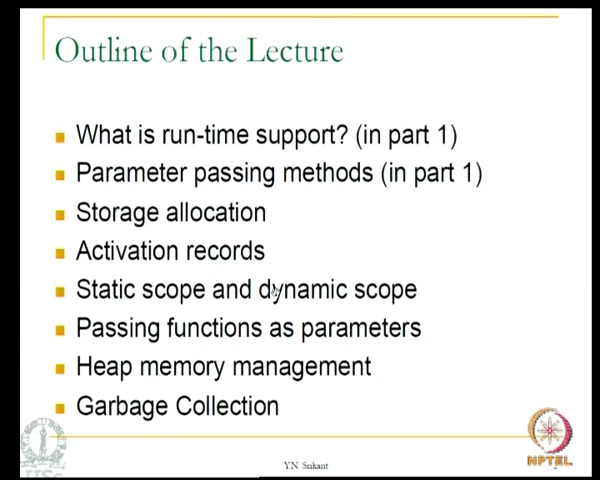 Outline of the Lecture
What is run-time support? (in part 1)
Parameter passing methods (in part 1)
Storage allocation
Activation records
Static scope and dynamic scope
Passing functions as parameters
Heap memory management
Garbage Collection
Y.N. Srikant
NPTEL